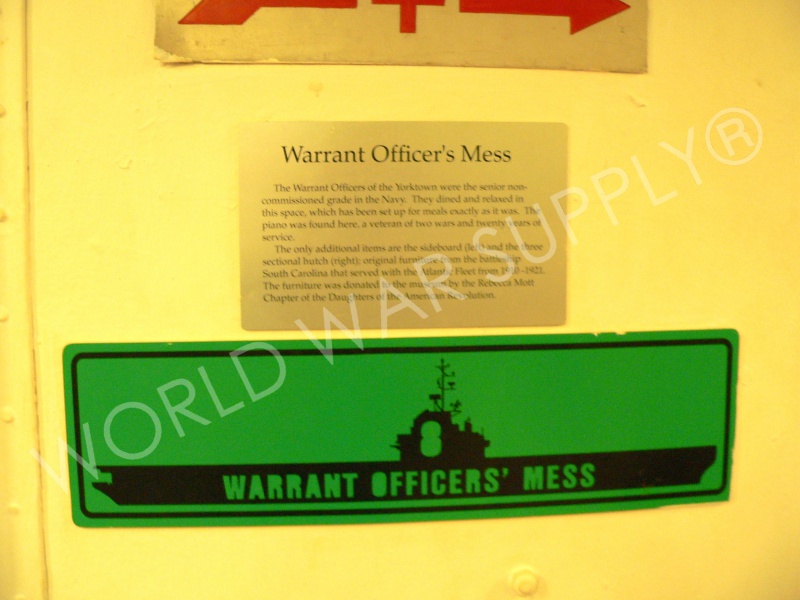 Warrant Officer's Mess
The Warrant Officers of the Yorktown were the senior non-
commissioned grade in the Navy. They dined and relaxed in
this space, which has been set up for meals exactly as it was. The
piano was found here, a veteran of two wars and twenty years of
service.
The only additional items are the sideboard (left) and the three
sectional hutch (right); original furniture from the battleship
South Carolina that served with the Atlantic Fleet from 1910-1921.
The furniture was donated to the museum by the Rebecca Mott
Chapter of the Daughters of the American Revolution.
8
WARRANT OFFICERS' MESS
WORLD WAR SUPPLY®